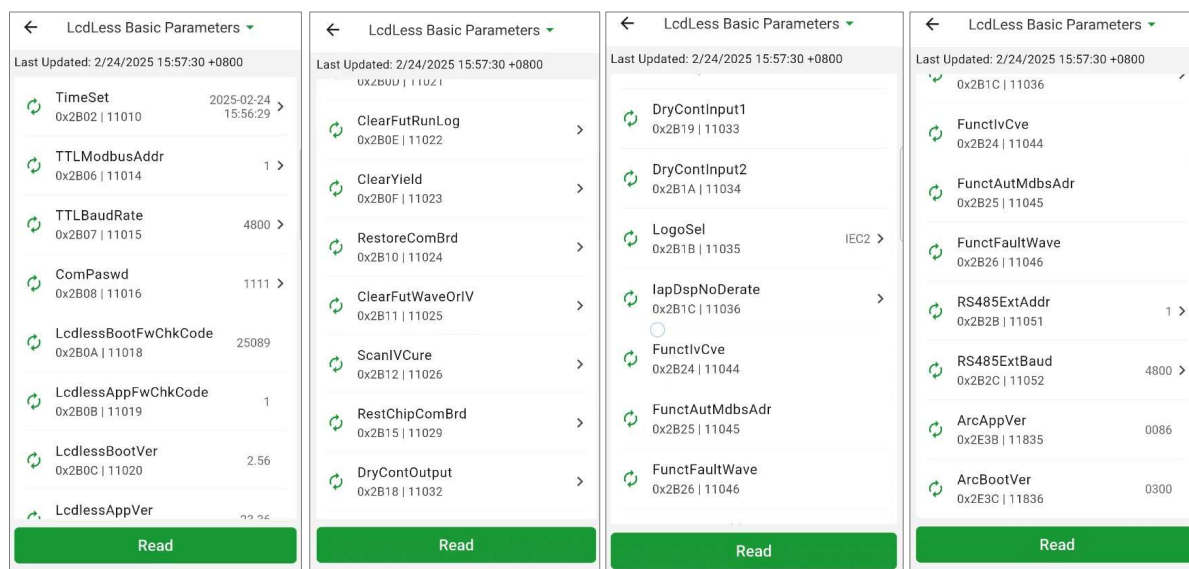 LcdLess Basic Parameters
Last Updated: 2/24/2025 15:57:30 +0800
TimeSet
0x2B02 | 11010
2025-02-24
15:56:29
TTLModbusAddr
0x2B06 | 11014
1
TTLBaudRate
0x2B07 | 11015
4800
ComPaswd
0x2B08 | 11016
1111
LcdlessBootFwChkCode
0x2B0A | 11018
25089
LcdlessAppFwChkCode
0x2B0B | 11019
1
LcdlessBootVer
0x2B0C | 11020
2.56
LcdlessAppVer
Read
LcdLess Basic Parameters
Last Updated: 2/24/2025 15:57:30 +0800
0x2B0D | 11021
ClearFutRunLog
0x2B0E | 11022
ClearYield
0x2B0F | 11023
RestoreComBrd
0x2B10 | 11024
ClearFutWaveOrIV
0x2B11 | 11025
ScanIVCure
0x2B12 | 11026
RestChipComBrd
0x2B15 | 11029
DryContOutput
0x2B18 | 11032
Read
LcdLess Basic Parameters
Last Updated: 2/24/2025 15:57:30 +0800
DryContInput1
0x2B19 | 11033
DryContInput2
0x2B1A | 11034
LogoSel
0x2B1B | 11035
IEC2
IapDspNoDerate
0x2B1C | 11036
FunctIvCve
0x2B24 | 11044
FunctAutMdbsAdr
0x2B25 | 11045
FunctFaultWave
0x2B26 | 11046
Read
LcdLess Basic Parameters
Last Updated: 2/24/2025 15:57:30 +0800
0x2B1C | 11036
FunctIvCve
0x2B24 | 11044
FunctAutMdbsAdr
0x2B25 | 11045
FunctFaultWave
0x2B26 | 11046
RS485ExtAddr
0x2B2B | 11051
1
RS485ExtBaud
0x2B2C | 11052
4800
ArcAppVer
0x2E3B | 11835
0086
ArcBootVer
0x2E3C | 11836
0300
Read